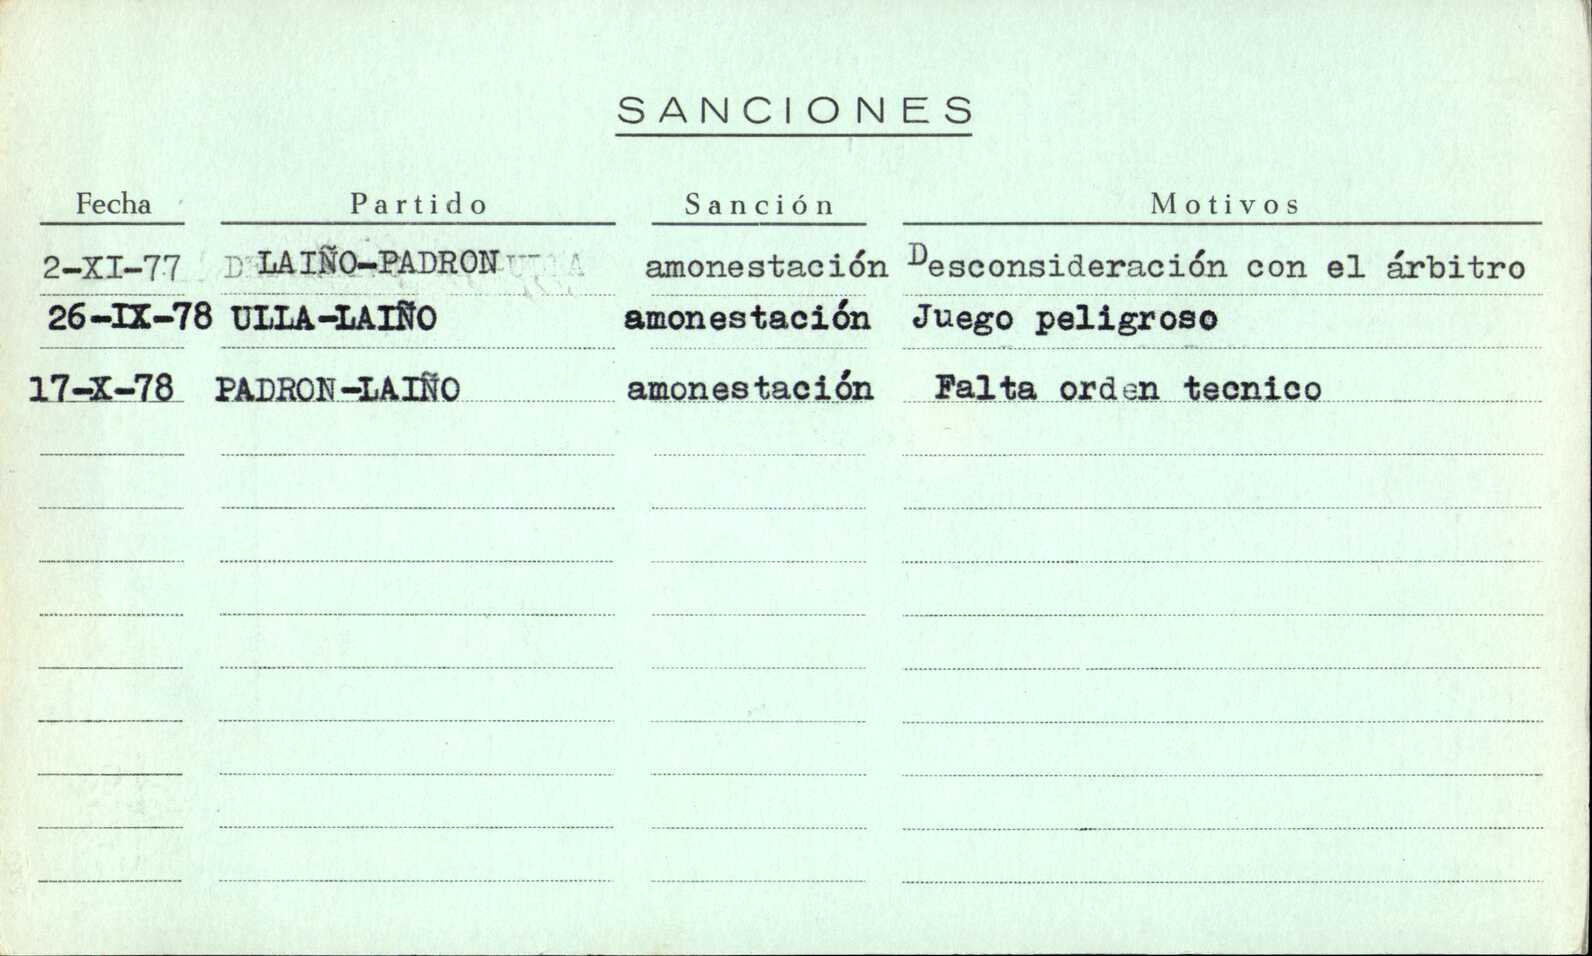 SANCIONES
Fecha Partido Sanción Motivos
2-XI-77 LAIÑO-PADRON amonestación Desconsideración con el árbitro
26-IX-78 ULLA-LAIÑO amonestación Juego peligroso
17-X-78 PADRON-LAIÑO amonestación Falta orden tecnico